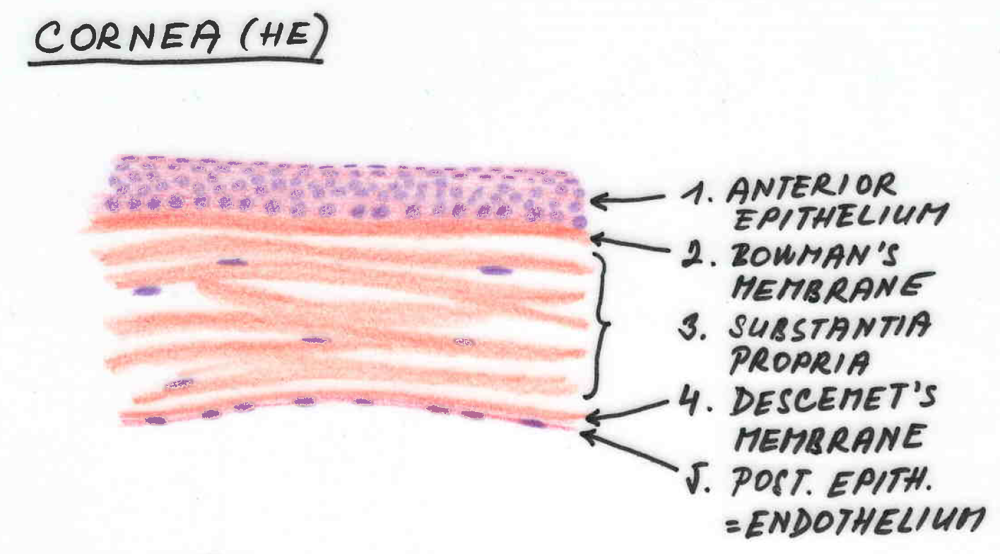 CORNEA (HE)
1. ANTERIOR
EPITHELIUM
2. BOWMAN'S
MEMBRANE
3. SUBSTANTIA
PROPRIA
4. DESCEMET'S
MEMBRANE
5. POST. EPITH.
=ENDOTHELIUM